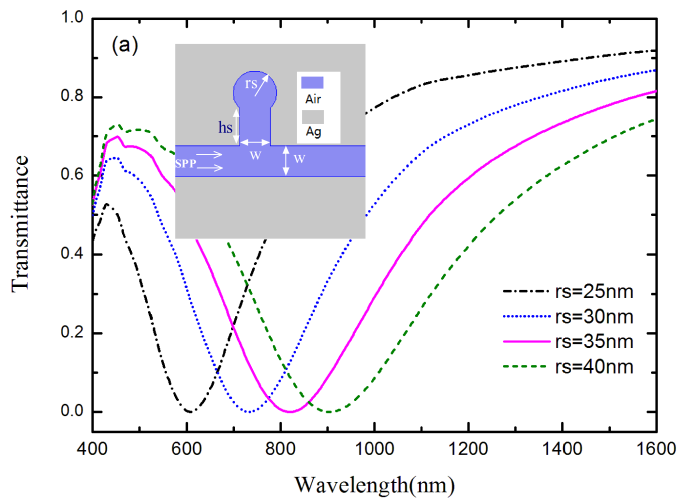 (a)
rs
Air
Ag
hs
w
w
SPP
Transmittance
1.0
0.8
0.6
0.4
0.2
0.0
400
600
800
1000
1200
1400
1600
Wavelength(nm)
rs=25nm
rs=30nm
rs=35nm
rs=40nm